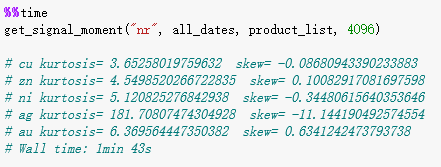 %%time
get_signal_moment("nr", all_dates, product_list, 4096)
# cu kurtosis= 3.65258019759632  skew= -0.08680943390233883
# zn kurtosis= 4.5498520266722835  skew= 0.10082917081697598
# ni kurtosis= 5.120825276842938  skew= -0.34480615640353646
# ag kurtosis= 181.70807474304928  skew= -11.144190492574554
# au kurtosis= 6.369564447350382  skew= 0.6341242473793738
# Wall time: 1min 43s